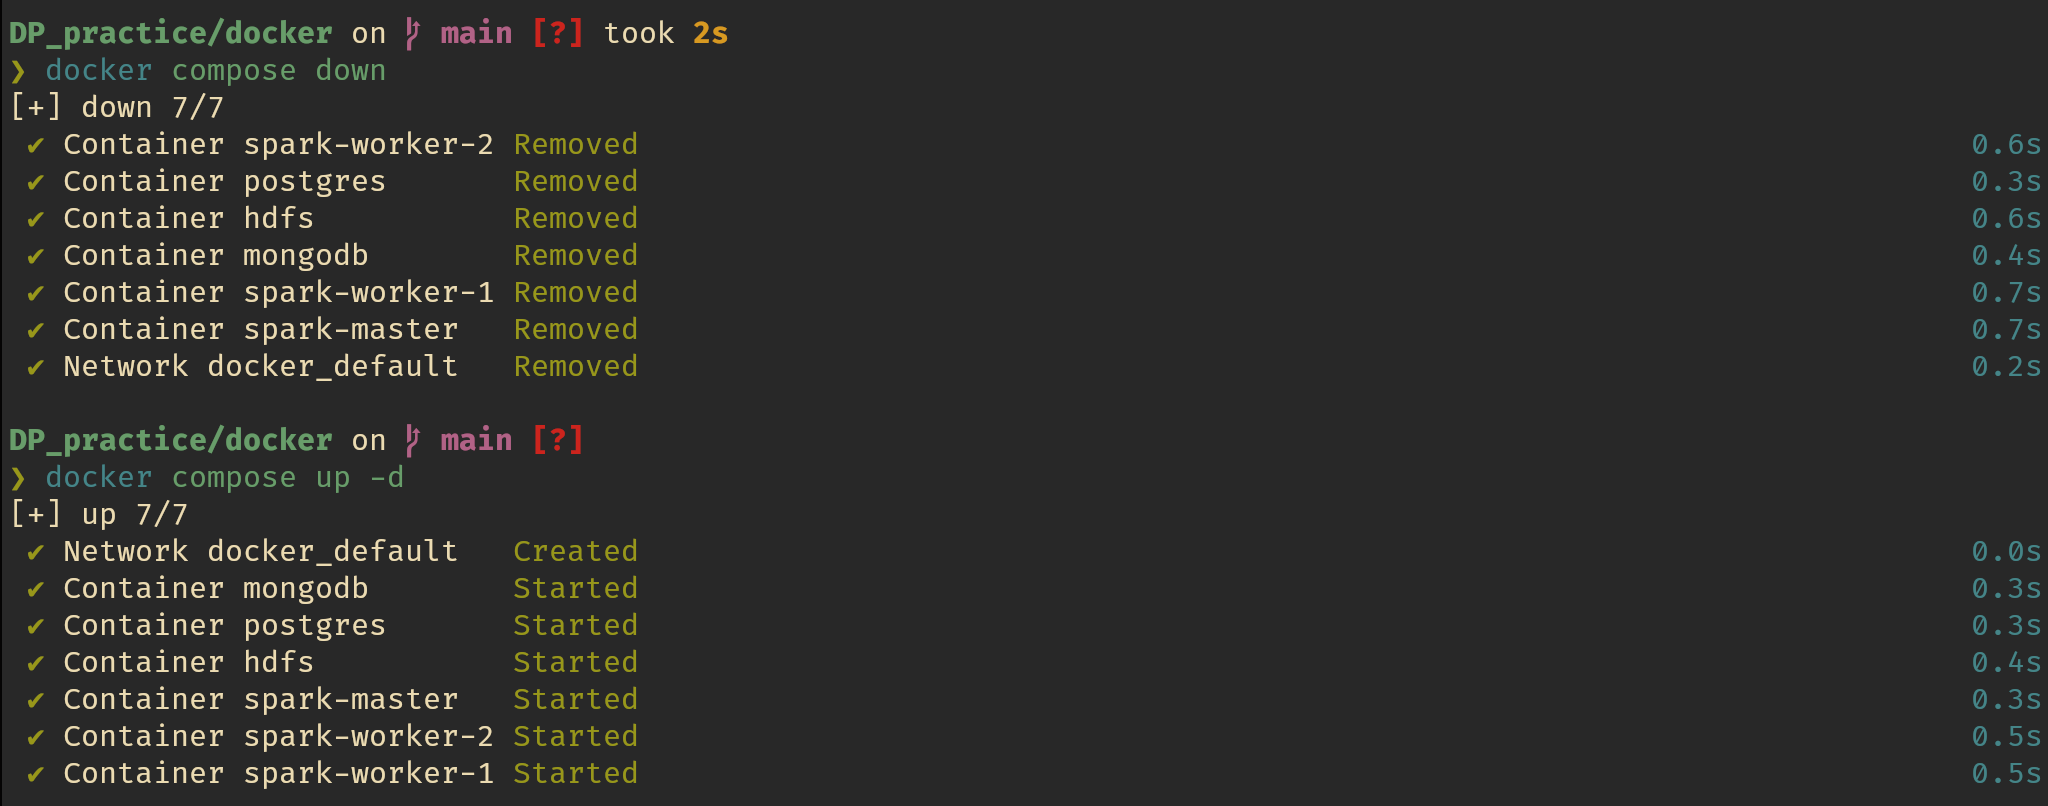 DP_practice/docker on  main [?] took 2s
❯ docker compose down
[+] down 7/7
✔ Container spark-worker-2 Removed 0.6s
✔ Container postgres Removed 0.3s
✔ Container hdfs Removed 0.6s
✔ Container mongodb Removed 0.4s
✔ Container spark-worker-1 Removed 0.7s
✔ Container spark-master Removed 0.7s
✔ Network docker_default Removed 0.2s
DP_practice/docker on  main [?]
❯ docker compose up -d
[+] up 7/7
✔ Network docker_default Created 0.0s
✔ Container mongodb Started 0.3s
✔ Container postgres Started 0.3s
✔ Container hdfs Started 0.4s
✔ Container spark-master Started 0.3s
✔ Container spark-worker-2 Started 0.5s
✔ Container spark-worker-1 Started 0.5s